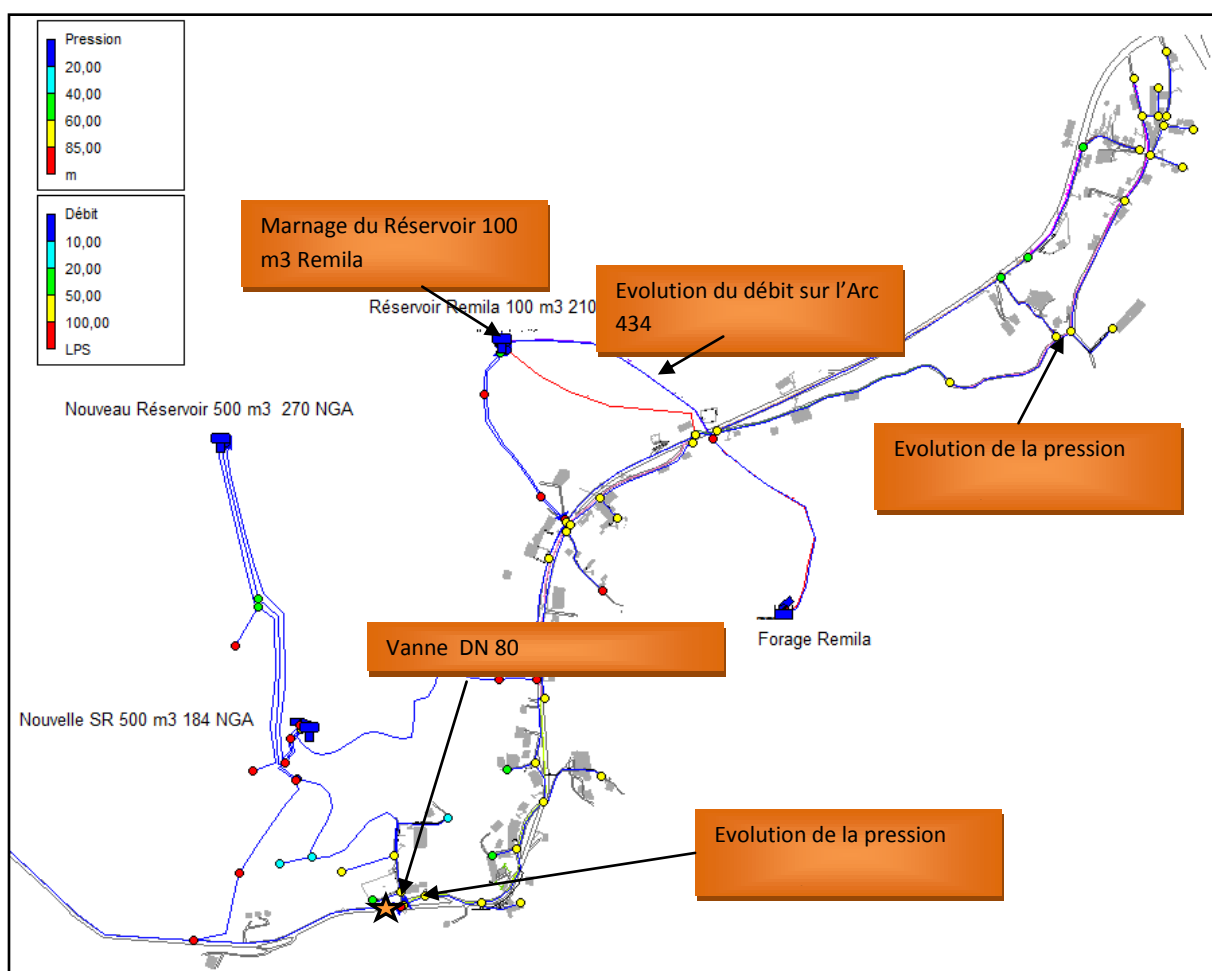 Pression
20,00
40,00
60,00
85,00
m
Débit
10,00
20,00
50,00
100,00
LPS
Marnage du Réservoir 100
m3 Remila
Réservoir Remila 100 m3 210
Evolution du débit sur l’Arc
434
Nouveau Réservoir 500 m3 270 NGA
Evolution de la pression
Forage Remila
Vanne DN 80
Nouvelle SR 500 m3 184 NGA
Evolution de la pression